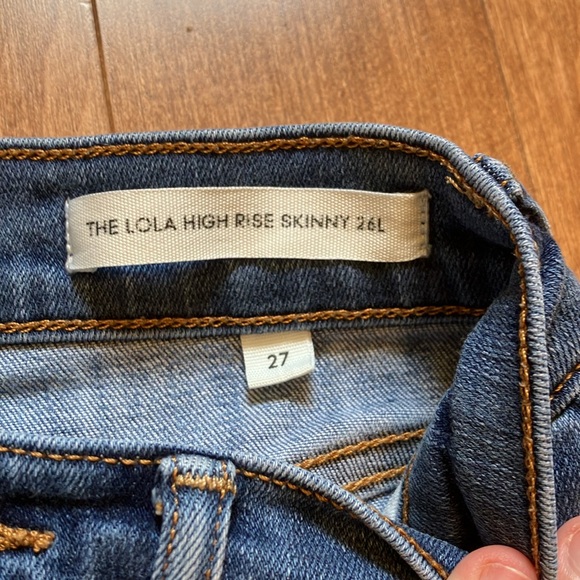 THE LOLA HIGH RISE SKINNY 26L
27